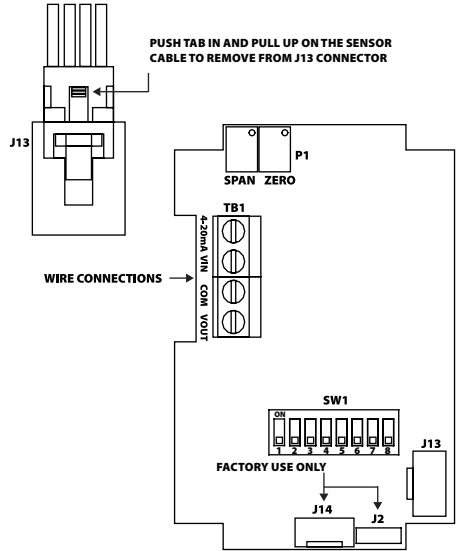 PUSH TAB IN AND PULL UP ON THE SENSOR
CABLE TO REMOVE FROM J13 CONNECTOR
J13
P1
SPAN ZERO
TB1
4-20mA VIN
COM VOUT
WIRE CONNECTIONS
SW1
ON
1 2 3 4 5 6 7 8
J13
FACTORY USE ONLY
J14
J2